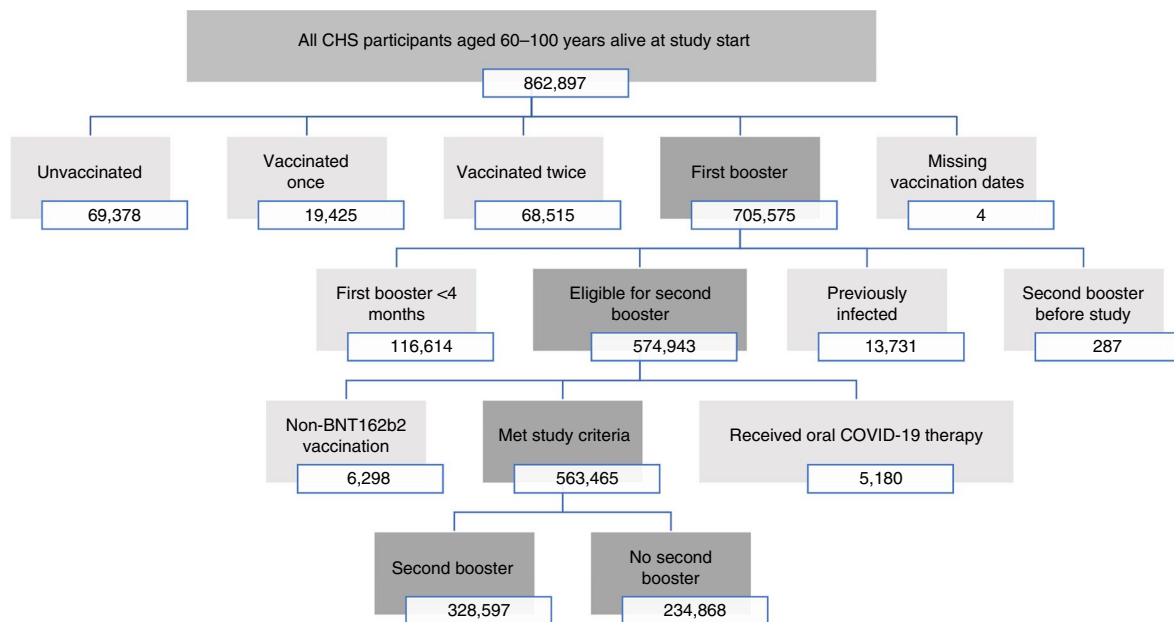 All CHS participants aged 60–100 years alive at study start
862,897
Unvaccinated
69,378
Vaccinated
once
19,425
Vaccinated twice
68,515
First booster
705,575
Missing
vaccination dates
4
First booster <4
months
116,614
Eligible for second
booster
574,943
Previously
infected
13,731
Second booster
before study
287
Non-BNT162b2
vaccination
6,298
Met study criteria
563,465
Received oral COVID-19 therapy
5,180
Second booster
328,597
No second
booster
234,868